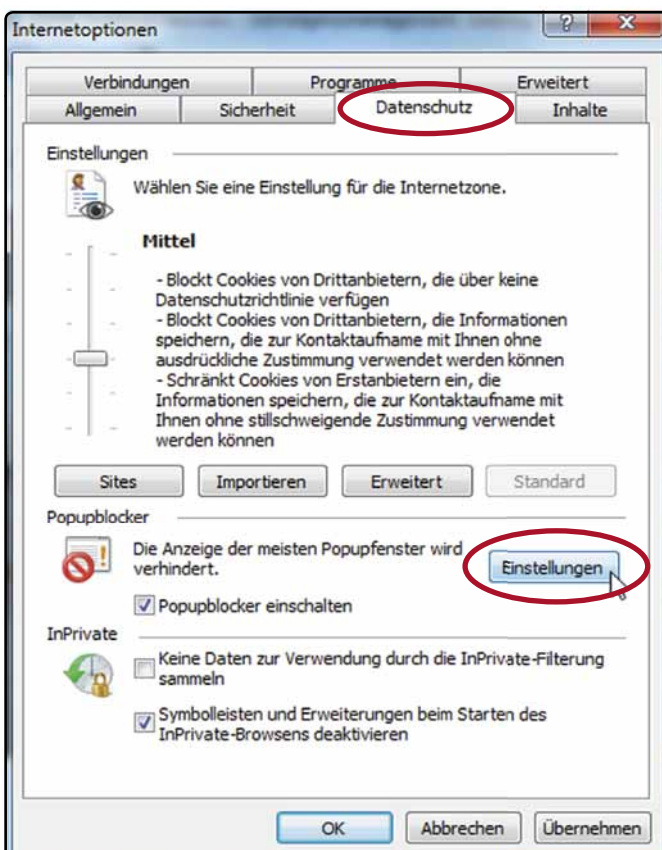 Internetoptionen
Verbindungen Programme Erweitert
Allgemein Sicherheit Datenschutz Inhalte
Einstellungen
Wählen Sie eine Einstellung für die Internetzone.
Mittel
- Blockt Cookies von Drittanbietern, die über keine
Datenschutzrichtlinie verfügen
- Blockt Cookies von Drittanbietern, die Informationen
speichern, die zur Kontaktaufname mit Ihnen ohne
ausdrückliche Zustimmung verwendet werden können
- Schränkt Cookies von Erstanbietern ein, die
Informationen speichern, die zur Kontaktaufname mit
Ihnen ohne stillschweigende Zustimmung verwendet
werden können
Sites Importieren Erweitert Standard
Popupblocker
Die Anzeige der meisten Popupfenster wird
verhindert.
Einstellungen
Popupblocker einschalten
InPrivate
Keine Daten zur Verwendung durch die InPrivate-Filterung
sammeln
Symbolleisten und Erweiterungen beim Starten des
InPrivate-Browsens deaktivieren
OK Abbrechen Übernehmen